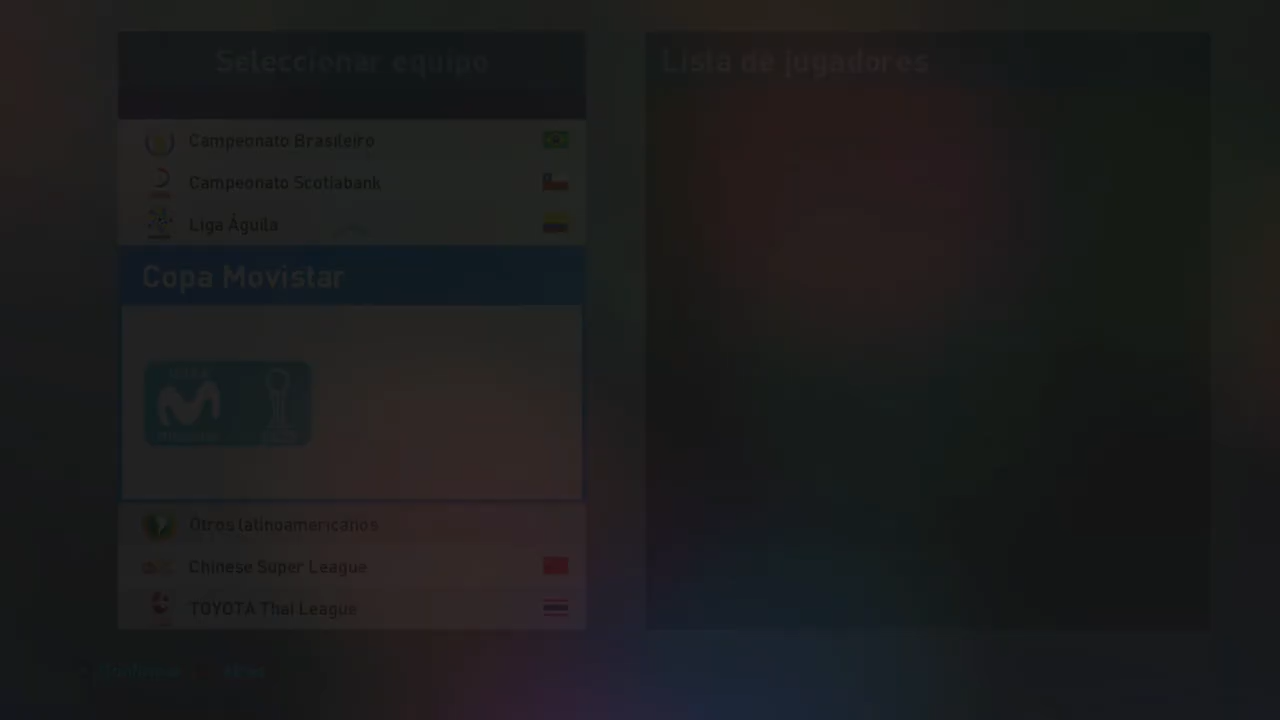 Seleccionar equipo
Lista de jugadores
Campeonato Brasileiro
Campeonato Scotiabank
Liga Águila
Copa Movistar
Otros latinoamericanos
Chinese Super League
TOYOTA Thai League